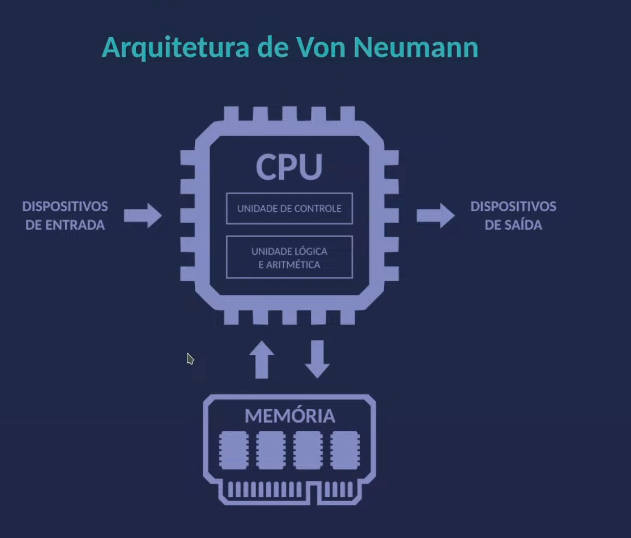 Arquitetura de Von Neumann
CPU
UNIDADE DE CONTROLE
DISPOSITIVOS
DE ENTRADA
DISPOSITIVOS
DE SAÍDA
UNIDADE LÓGICA
E ARITMÉTICA
MEMÓRIA